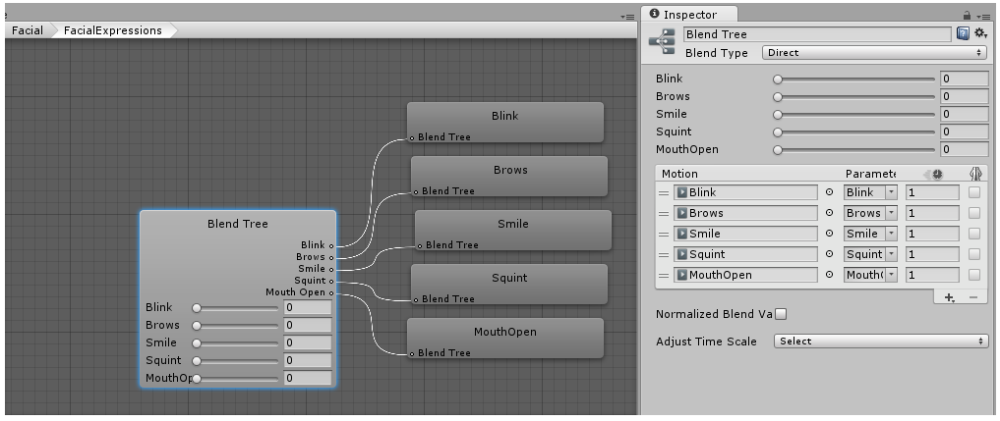 Facial FacialExpressions
Blink
Blend Tree
Brows
Blend Tree
Smile
Blend Tree
Squint
Blend Tree
MouthOpen
Blend Tree
Blend Tree
Blink
Brows
Smile
Squint
Mouth Open
Blink 0
Brows 0
Smile 0
Squint 0
MouthOp 0
Inspector
Blend Tree
Blend Type Direct
Blink 0
Brows 0
Smile 0
Squint 0
MouthOpen 0
Motion Paramete
Blink Blink 1
Brows Brows 1
Smile Smile 1
Squint Squint 1
MouthOpen Mouth( 1
+ -
Normalized Blend Va
Adjust Time Scale Select